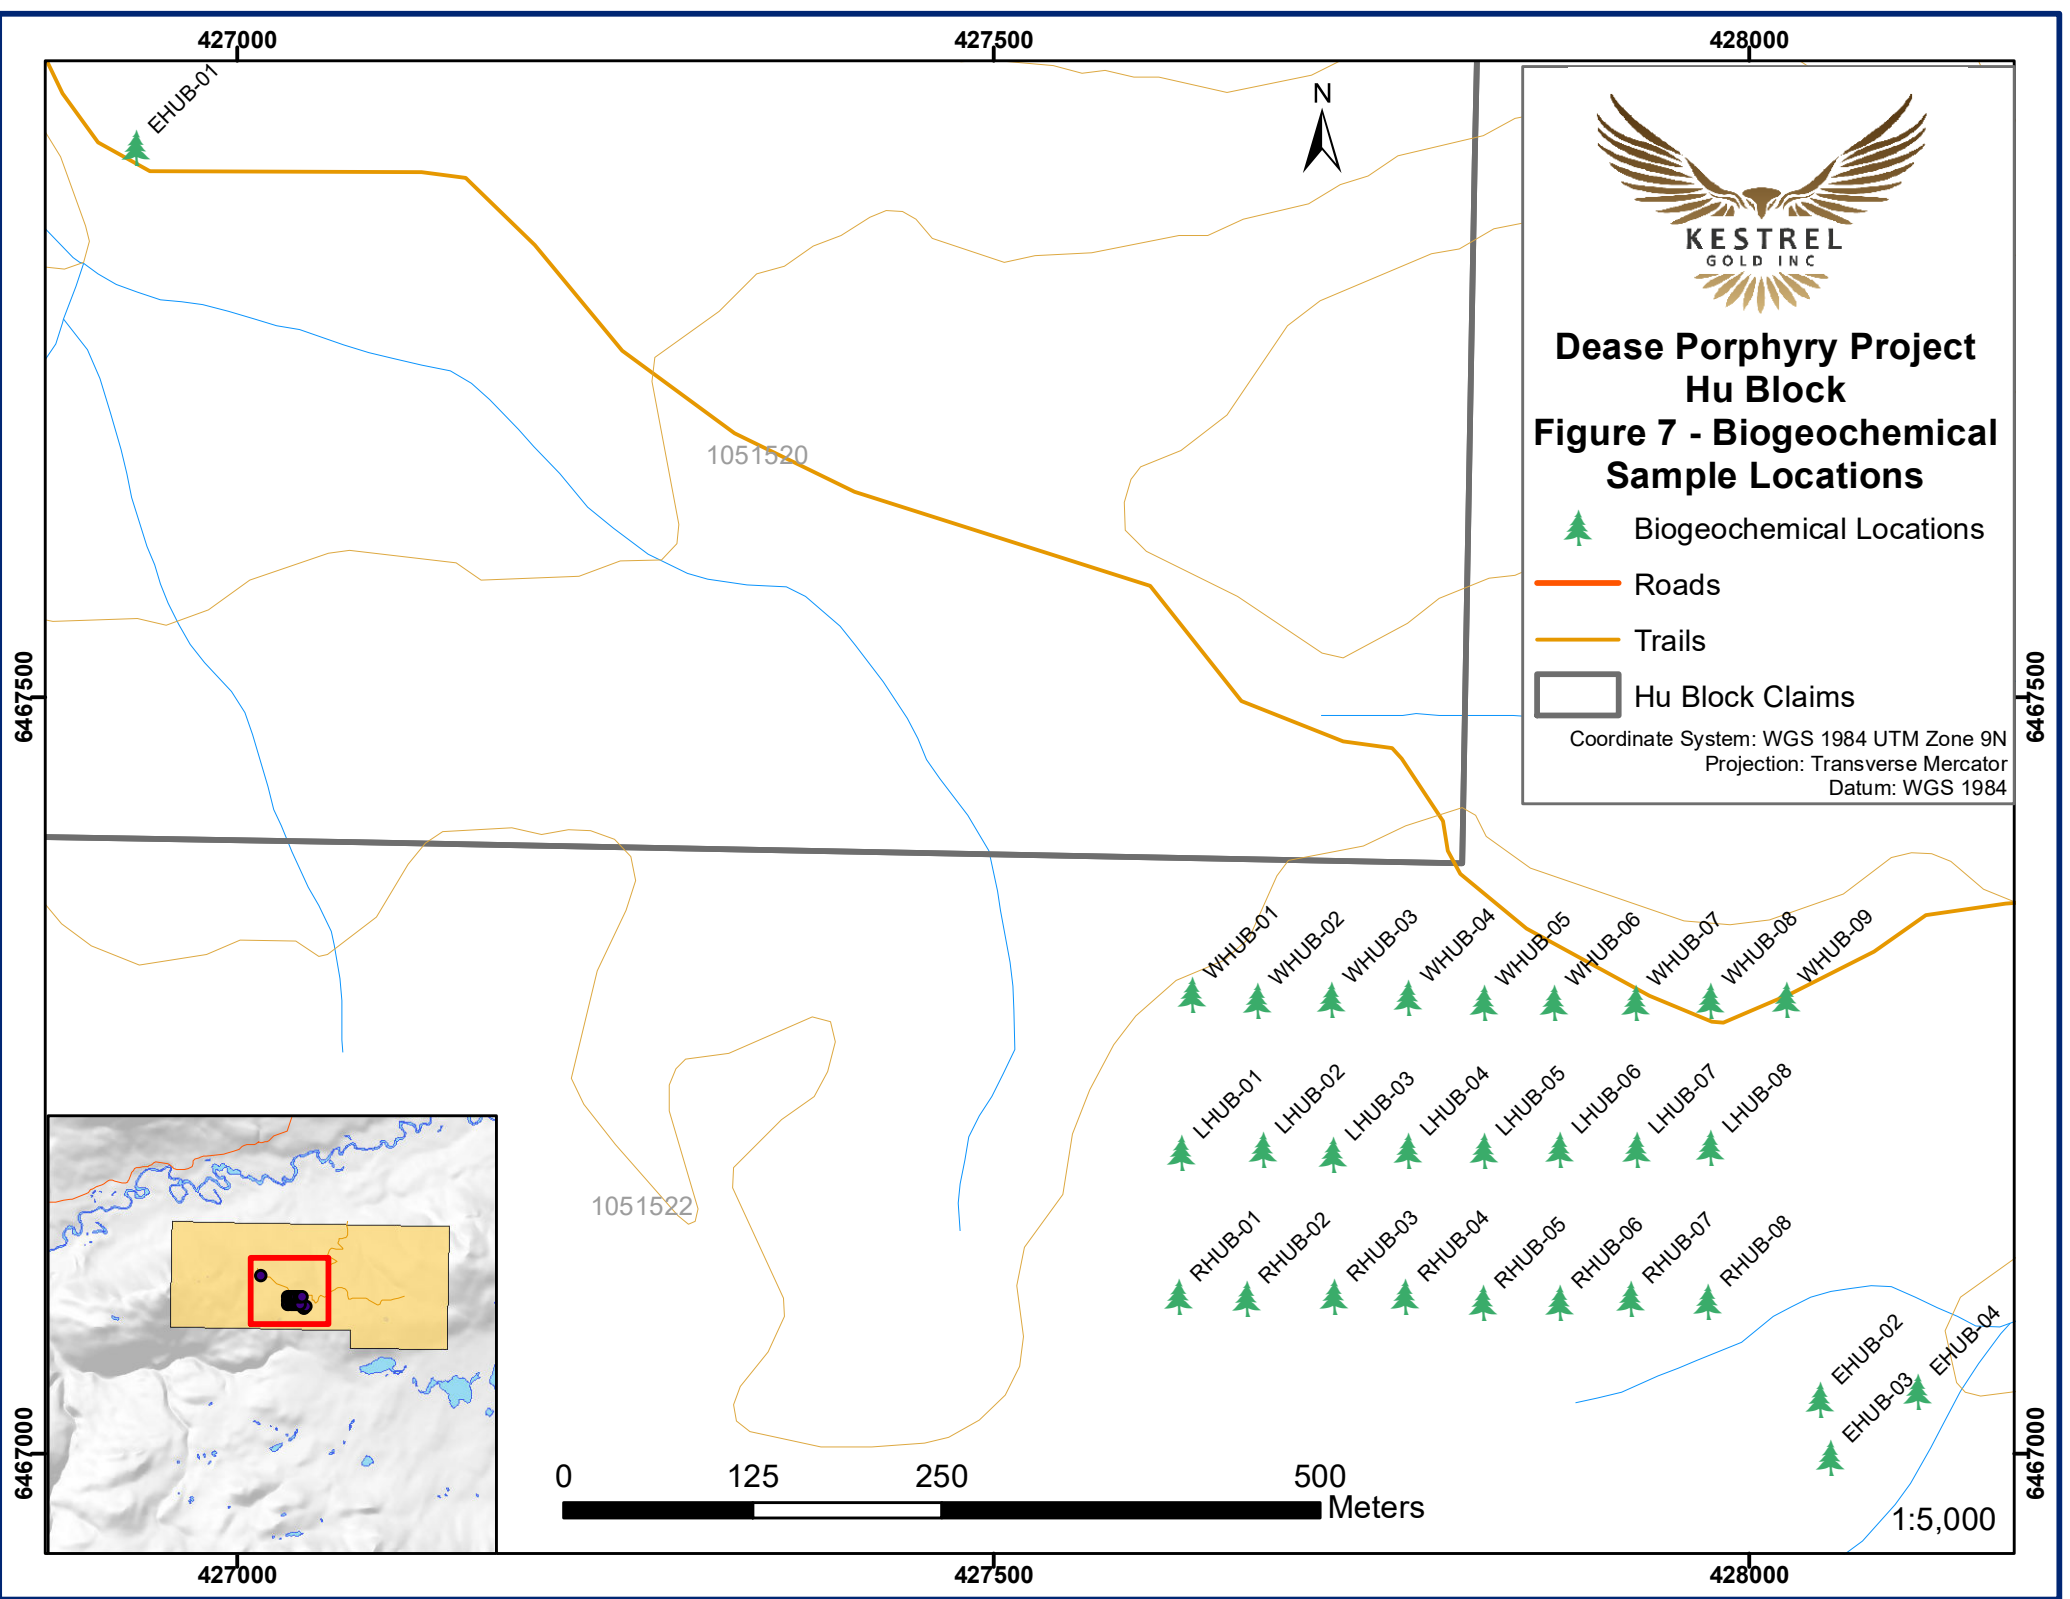 427000
427500
428000
EHUB-01
N
KESTREL
GOLD INC
Dease Porphyry Project
Hu Block
Figure 7 - Biogeochemical
Sample Locations
Biogeochemical Locations
Roads
Trails
Hu Block Claims
Coordinate System: WGS 1984 UTM Zone 9N
Projection: Transverse Mercator
Datum: WGS 1984
1051520
6467500
6467500
WHUB-01
WHUB-02
WHUB-03
WHUB-04
WHUB-05
WHUB-06
WHUB-07
WHUB-08
WHUB-09
LHUB-01
LHUB-02
LHUB-03
LHUB-04
LHUB-05
LHUB-06
LHUB-07
LHUB-08
1051522
RHUB-01
RHUB-02
RHUB-03
RHUB-04
RHUB-05
RHUB-06
RHUB-07
RHUB-08
EHUB-02
EHUB-04
EHUB-03
6467000
6467000
0 125 250 500
Meters
1:5,000
427000
427500
428000